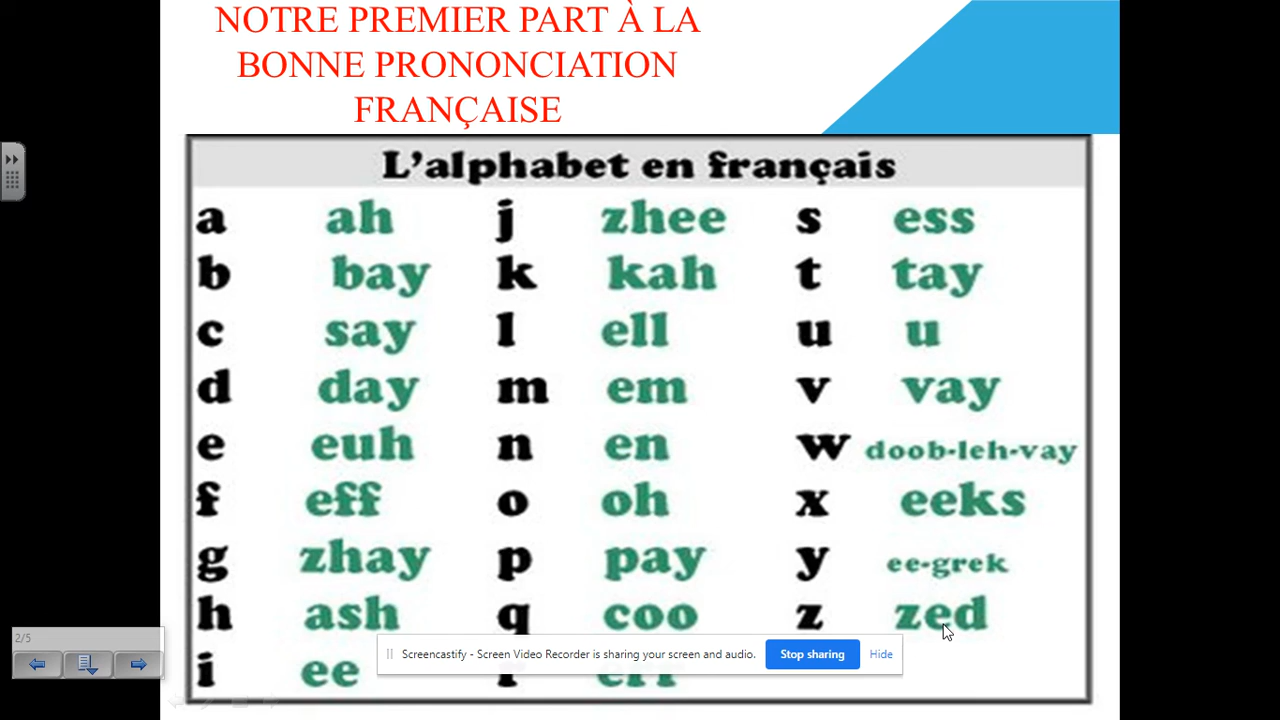 NOTRE PREMIER PART À LA
BONNE PRONONCIATION
FRANÇAISE
L'alphabet en français
a ah j zhee s ess
b bay k kah t tay
c say l ell u u
d day m em v vay
e euh n en w doob-leh-vay
f eff o oh x eeks
g zhay p pay y ee-grek
h ash q coo z zed
i ee
2/5
Screencastify - Screen Video Recorder is sharing your screen and audio. Stop sharing Hide